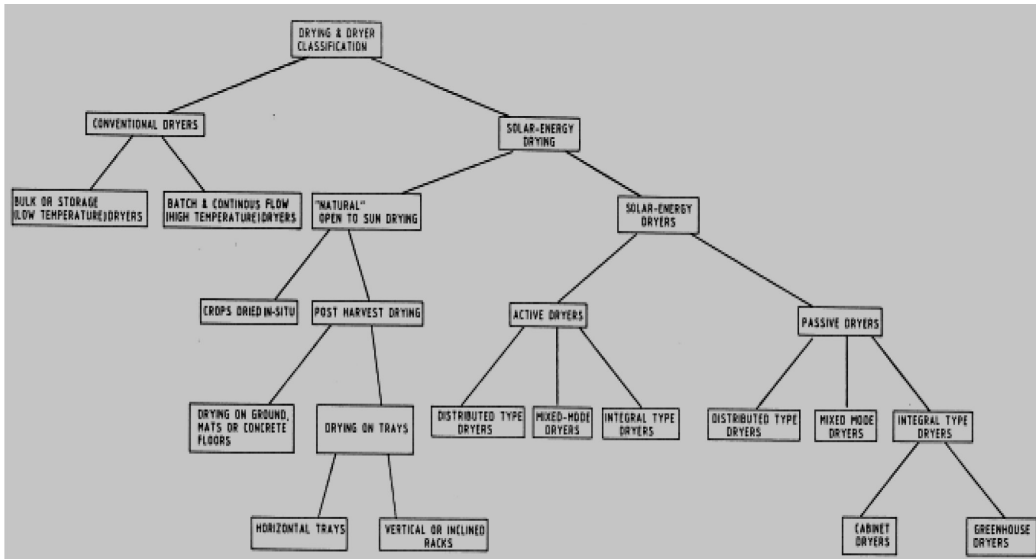 DRYING & DRYER
CLASSIFICATION
CONVENTIONAL DRYERS
SOLAR-ENERGY
DRYING
BULK OR STORAGE
(LOW TEMPERATURE)DRYERS
BATCH & CONTINOUS FLOW
(HIGH TEMPERATURE)DRYERS
"NATURAL"
OPEN TO SUN DRYING
SOLAR-ENERGY
DRYERS
CROPS DRIED IN-SITU
POST HARVEST DRYING
ACTIVE DRYERS
PASSIVE DRYERS
DRYING ON GROUND,
MATS OR CONCRETE
FLOORS
DRYING ON TRAYS
DISTRIBUTED TYPE
DRYERS
MIXED-MODE
DRYERS
INTEGRAL TYPE
DRYERS
DISTRIBUTED TYPE
DRYERS
MIXED MODE
DRYERS
INTEGRAL TYPE
DRYERS
HORIZONTAL TRAYS
VERTICAL OR INCLINED
RACKS
CABINET
DRYERS
GREENHOUSE
DRYERS